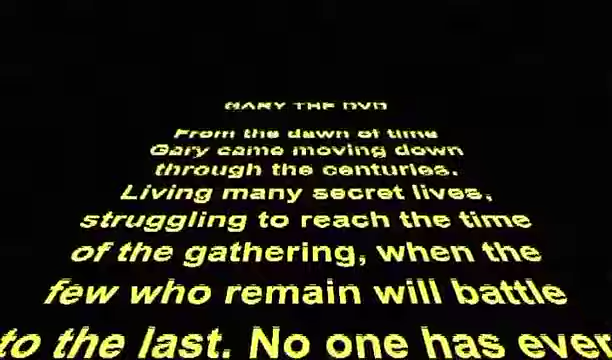 GARY THE DVD
From the dawn of time
Gary came moving down
through the centuries.
Living many secret lives,
struggling to reach the time
of the gathering, when the
few who remain will battle
to the last. No one has ever